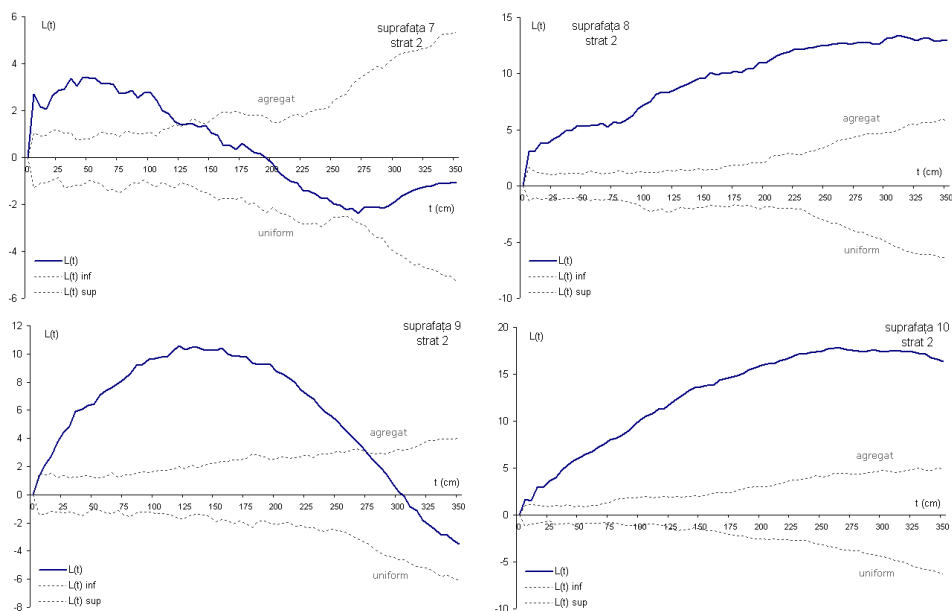 L(t)
suprafața 7
strat 2
6
4
2
0
-2
-4
-6
agregat
0 25 50 75 100 125 150 175 200 225 250 275 300 325 350
t (cm)
uniform
L(t)
L(t) inf
L(t) sup
L(t)
suprafața 8
strat 2
15
10
5
0
-5
-10
agregat
0 25 50 75 100 125 150 175 200 225 250 275 300 325 350
t (cm)
uniform
L(t)
L(t) inf
L(t) sup
L(t)
suprafața 9
strat 2
12
10
8
6
4
2
0
-2
-4
-6
-8
agregat
t (cm)
0 25 50 75 100 125 150 175 200 225 250 275 300 325 350
uniform
L(t)
L(t) inf
L(t) sup
L(t)
suprafața 10
strat 2
20
15
10
5
0
-5
-10
agregat
t (cm)
0 25 50 75 100 125 150 175 200 225 250 275 300 325 350
uniform
L(t)
L(t) inf
L(t) sup